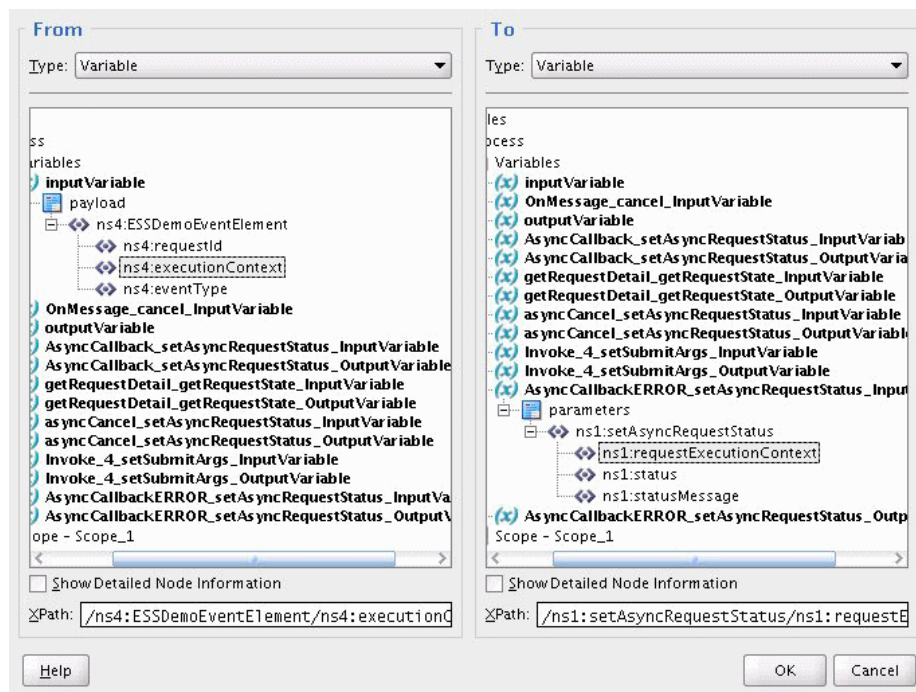 From
Type: Variable
ss
riables
inputVariable
payload
ns4:ESSDemoEventElement
ns4:requestId
ns4:executionContext
ns4:eventType
OnMessage_cancel_InputVariable
outputVariable
AsyncCallback_setAsyncRequestStatus_InputVariable
AsyncCallback_setAsyncRequestStatus_OutputVariable
getRequestDetail_getRequestState_InputVariable
getRequestDetail_getRequestState_OutputVariable
asyncCancel_setAsyncRequestStatus_InputVariable
asyncCancel_setAsyncRequestStatus_OutputVariable
Invoke_4_setSubmitArgs_InputVariable
Invoke_4_setSubmitArgs_OutputVariable
AsyncCallbackERROR_setAsyncRequestStatus_InputVa
AsyncCallbackERROR_setAsyncRequestStatus_OutputV
ope - Scope_1
Show Detailed Node Information
XPath: /ns4:ESSDemoEventElement/ns4:executionC
To
Type: Variable
les
ocess
Variables
(x) inputVariable
(x) OnMessage_cancel_InputVariable
(x) outputVariable
(x) AsyncCallback_setAsyncRequestStatus_InputVariab
(x) AsyncCallback_setAsyncRequestStatus_OutputVaria
(x) getRequestDetail_getRequestState_InputVariable
(x) getRequestDetail_getRequestState_OutputVariable
(x) asyncCancel_setAsyncRequestStatus_InputVariable
(x) asyncCancel_setAsyncRequestStatus_OutputVariabl
(x) Invoke_4_setSubmitArgs_InputVariable
(x) Invoke_4_setSubmitArgs_OutputVariable
(x) AsyncCallbackERROR_setAsyncRequestStatus_Input
parameters
ns1:setAsyncRequestStatus
ns1:requestExecutionContext
ns1:status
ns1:statusMessage
(x) AsyncCallbackERROR_setAsyncRequestStatus_Outp
Scope - Scope_1
Show Detailed Node Information
XPath: /ns1:setAsyncRequestStatus/ns1:requestE
Help
OK
Cancel